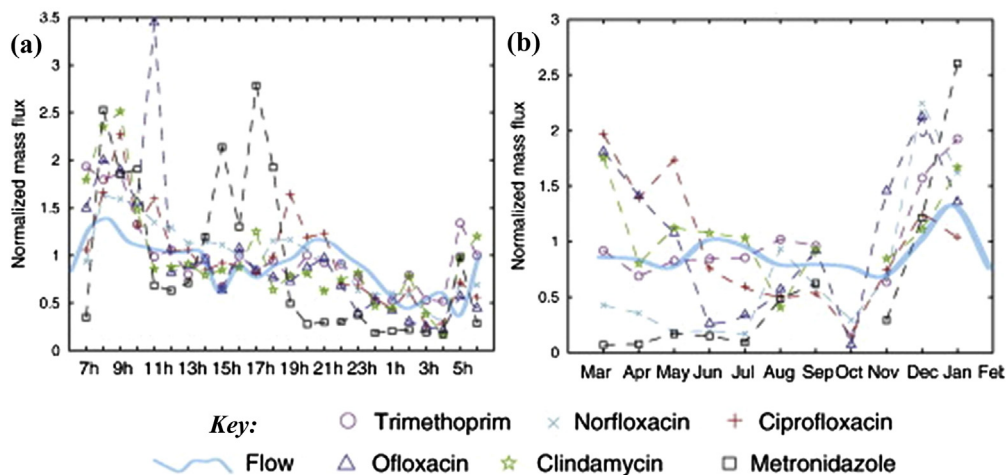 (a)
Normalized mass flux
3.5
3
2.5
2
1.5
1
0.5
0
7h 9h 11h 13h 15h 17h 19h 21h 23h 1h 3h 5h
(b)
Normalized mass flux
3
2.5
2
1.5
1
0.5
0
Mar Apr May Jun Jul Aug Sep Oct Nov Dec Jan Fet
Key:
Trimethoprim Norfloxacin Ciprofloxacin
Flow Ofloxacin Clindamycin Metronidazole